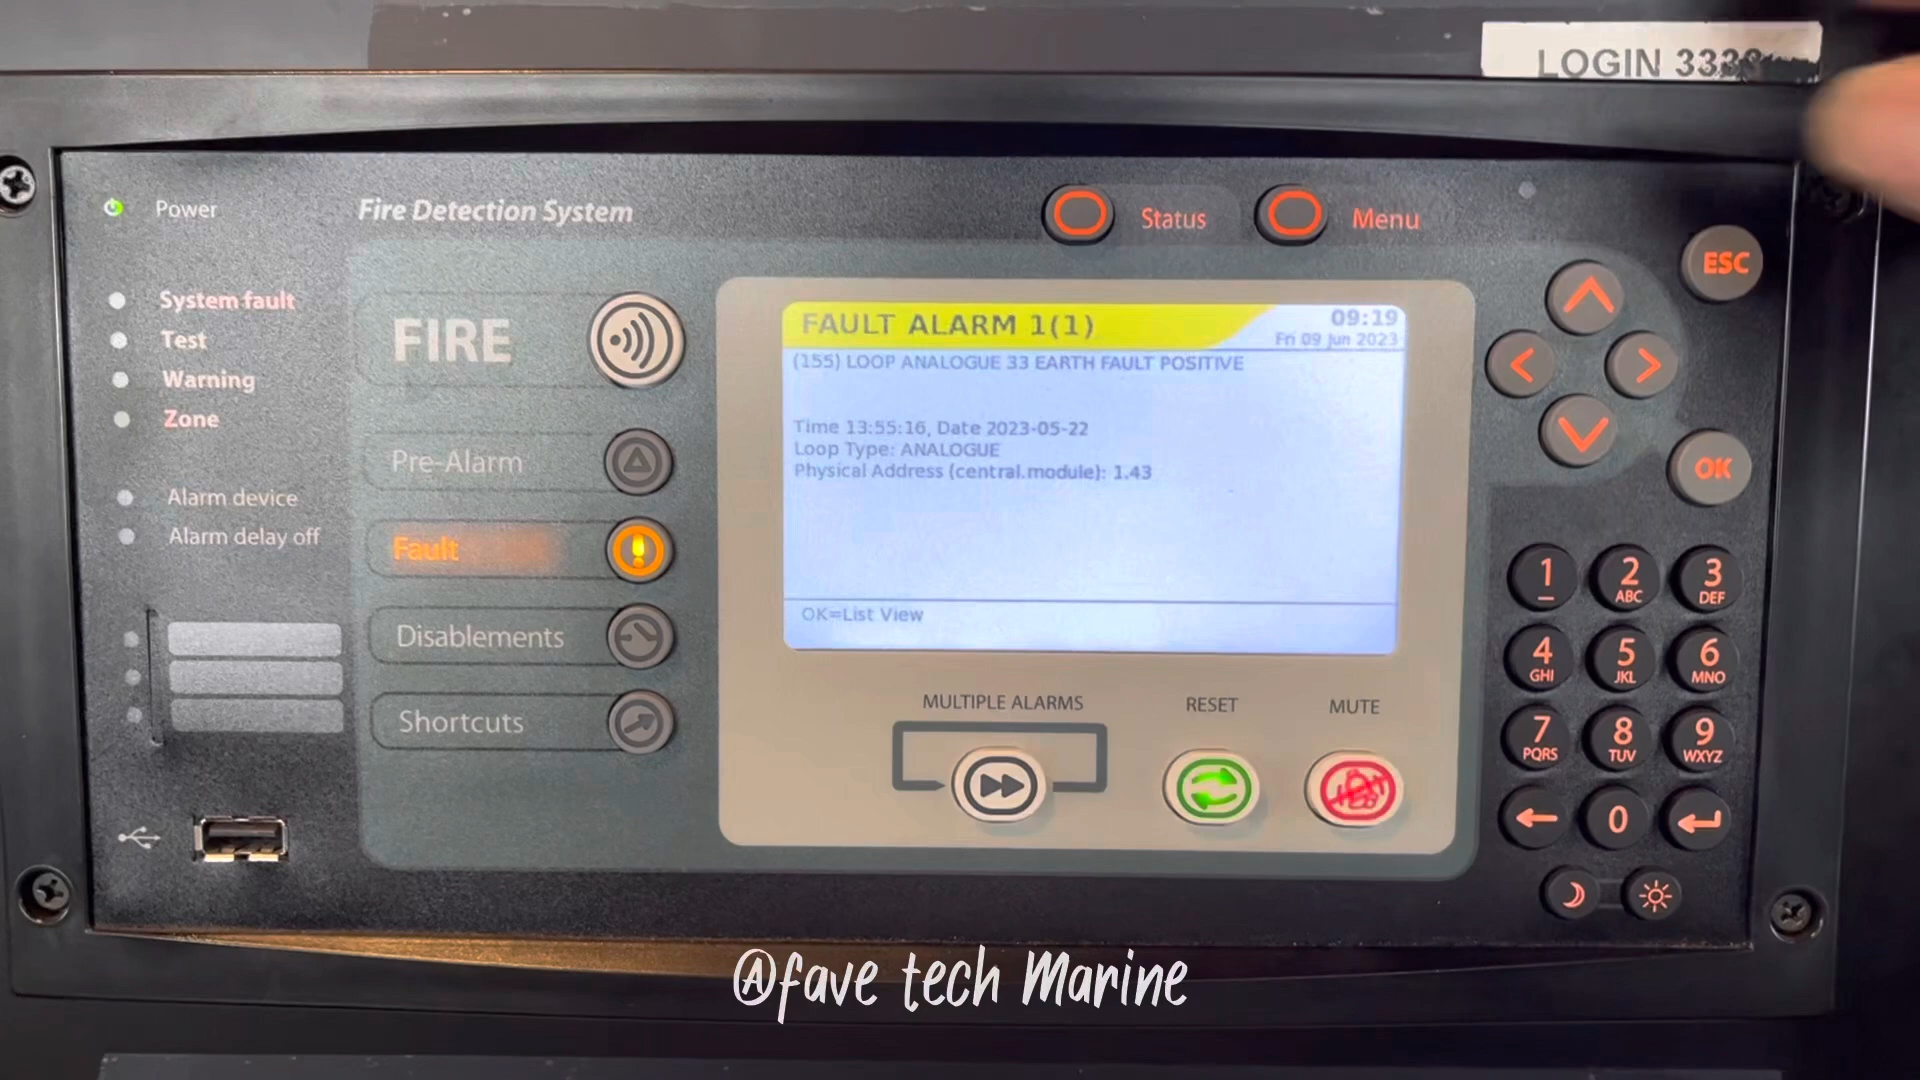 LOGIN
Power
Fire Detection System
Status
Menu
ESC
System fault
Test
Warning
Zone
FIRE
FAULT ALARM 1(1)
09:19
Fri 09 Jun 2023
(155) LOOP ANALOGUE 33 EARTH FAULT POSITIVE
Time 13:55:16, Date 2023-05-22
Loop Type: ANALOGUE
Physical Address (central.module): 1.43
OK=List View
Pre-Alarm
OK
Alarm device
Alarm delay off
Fault
Disablements
Shortcuts
MULTIPLE ALARMS
RESET
MUTE
1
_
2
ABC
3
DEF
4
GHI
5
JKL
6
MNO
7
PQRS
8
TUV
9
WXYZ
0
@fave tech Marine